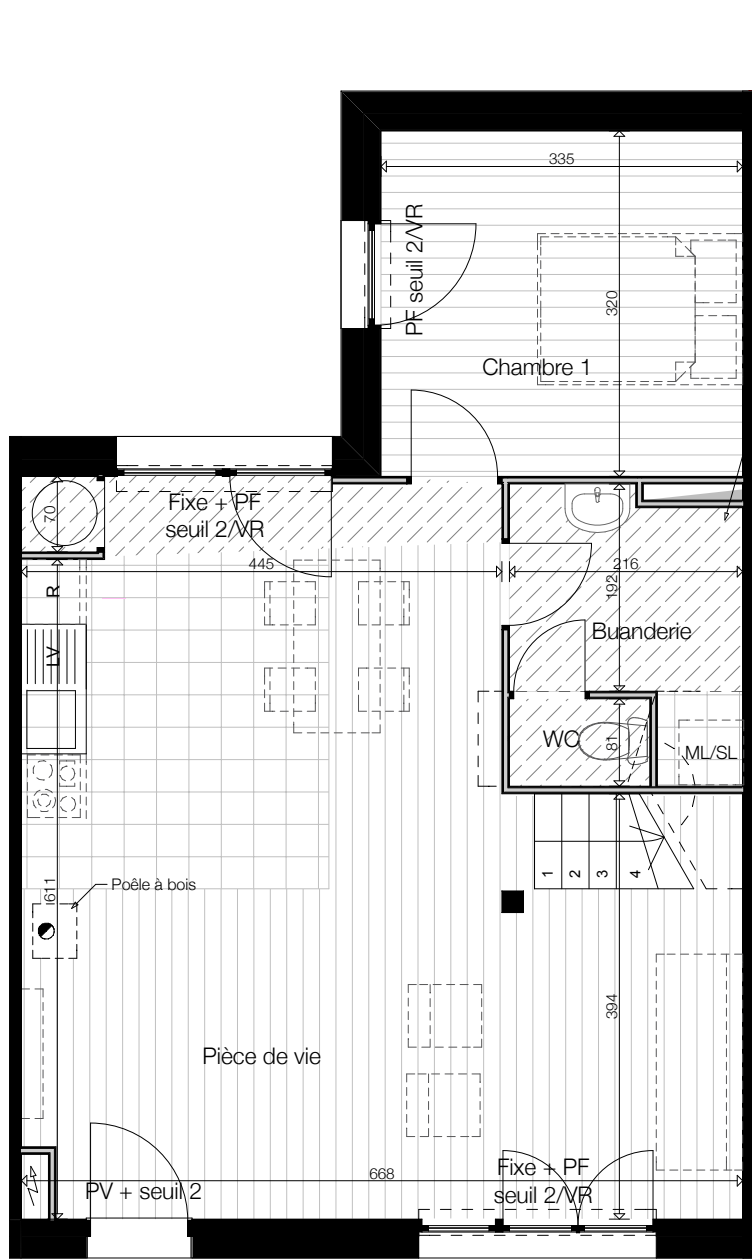 335
PF seuil 2/VR
320
Chambre 1
70
Fixe + PF
seuil 2/VR
445
216
192
R
Buanderie
LV
WC
81
ML/SL
Poêle à bois
611
1 2 3 4
394
Pièce de vie
668
PV + seuil 2
Fixe + PF
seuil 2/VR